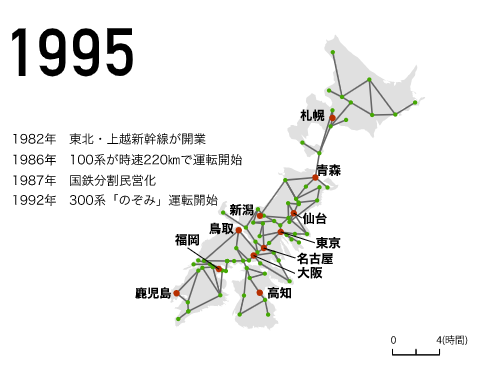 1995
1982年　東北・上越新幹線が開業
1986年　100系が時速220㎞で運転開始
1987年　国鉄分割民営化
1992年　300系「のぞみ」運転開始
札幌
青森
新潟
仙台
鳥取
福岡
東京
名古屋
大阪
鹿児島
高知
0　4(時間)